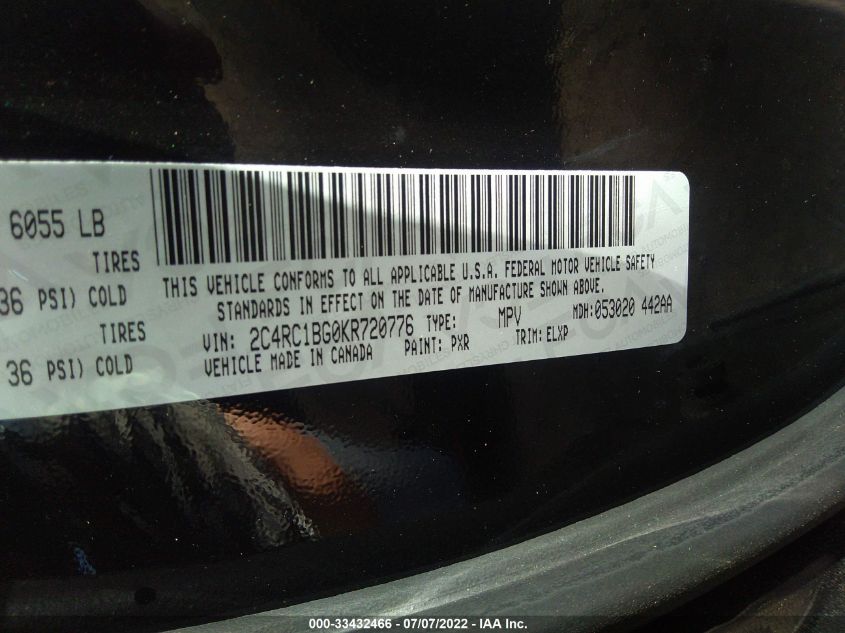 6055 LB
TIRES
36 PSI) COLD
TIRES
36 PSI) COLD
THIS VEHICLE CONFORMS TO ALL APPLICABLE U.S.A. FEDERAL MOTOR VEHICLE SAFETY
STANDARDS IN EFFECT ON THE DATE OF MANUFACTURE SHOWN ABOVE.
VIN: 2C4RC1BG0KR720776 TYPE: MPV MDH:053020 442AA
VEHICLE MADE IN CANADA PAINT: PXR TRIM:ELXP
000-33432466 - 07/07/2022 - IAA Inc.